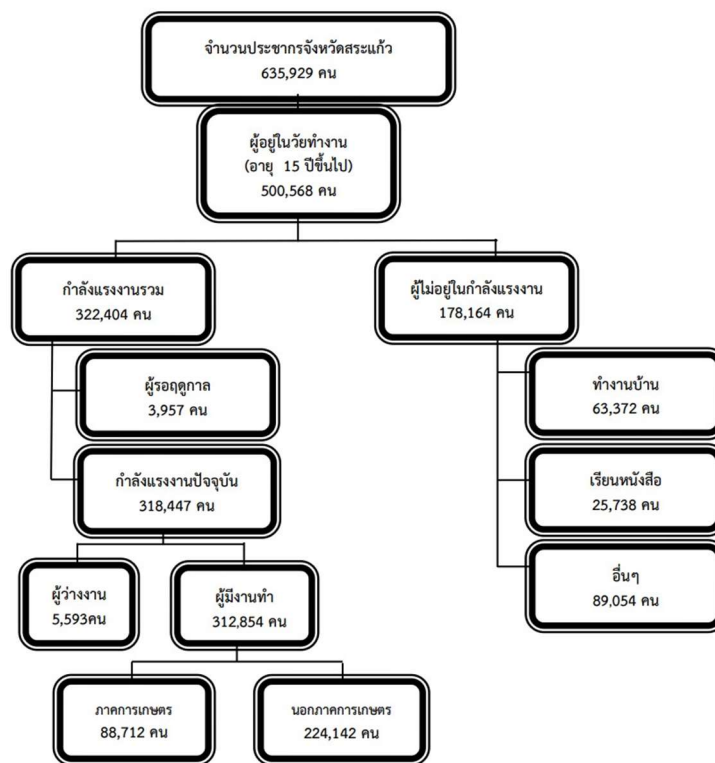 จำนวนประชากรจังหวัดสระแก้ว
635,929 คน
ผู้อยู่ในวัยทำงาน
(อายุ 15 ปีขึ้นไป)
500,568 คน
กำลังแรงงานรวม
322,404 คน
ผู้ไม่อยู่ในกำลังแรงงาน
178,164 คน
ผู้รอฤดูกาล
3,957 คน
ทำงานบ้าน
63,372 คน
กำลังแรงงานปัจจุบัน
318,447 คน
เรียนหนังสือ
25,738 คน
ผู้ว่างงาน
5,593คน
ผู้มีงานทำ
312,854 คน
อื่นๆ
89,054 คน
ภาคการเกษตร
88,712 คน
นอกภาคการเกษตร
224,142 คน